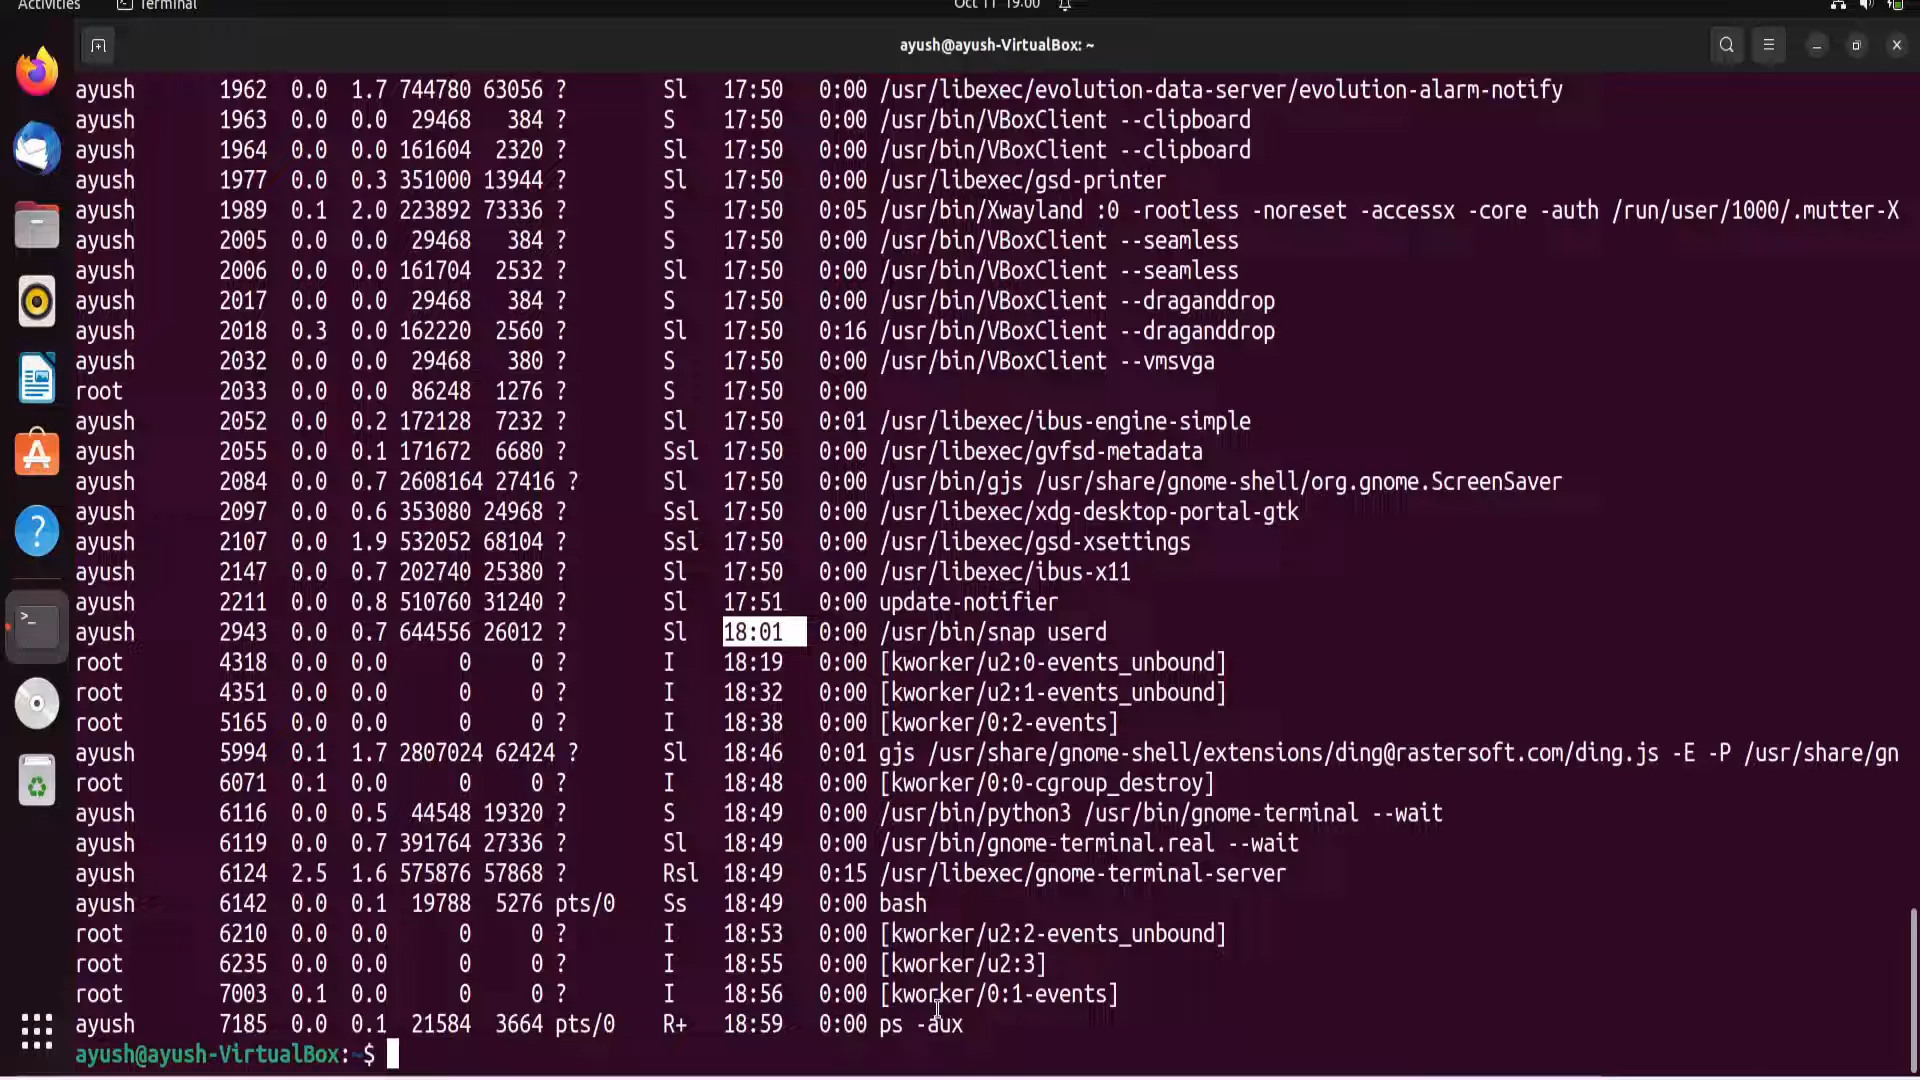 Activities Terminal Oct 11 19:00
ayush@ayush-VirtualBox: ~
ayush 1962 0.0 1.7 744780 63056 ? Sl 17:50 0:00 /usr/libexec/evolution-data-server/evolution-alarm-notify
ayush 1963 0.0 0.0 29468 384 ? S 17:50 0:00 /usr/bin/VBoxClient --clipboard
ayush 1964 0.0 0.0 161604 2320 ? Sl 17:50 0:00 /usr/bin/VBoxClient --clipboard
ayush 1977 0.0 0.3 351000 13944 ? Sl 17:50 0:00 /usr/libexec/gsd-printer
ayush 1989 0.1 2.0 223892 73336 ? S 17:50 0:05 /usr/bin/Xwayland :0 -rootless -noreset -accessx -core -auth /run/user/1000/.mutter-X
ayush 2005 0.0 0.0 29468 384 ? S 17:50 0:00 /usr/bin/VBoxClient --seamless
ayush 2006 0.0 0.0 161704 2532 ? Sl 17:50 0:00 /usr/bin/VBoxClient --seamless
ayush 2017 0.0 0.0 29468 384 ? S 17:50 0:00 /usr/bin/VBoxClient --draganddrop
ayush 2018 0.3 0.0 162220 2560 ? Sl 17:50 0:16 /usr/bin/VBoxClient --draganddrop
ayush 2032 0.0 0.0 29468 380 ? S 17:50 0:00 /usr/bin/VBoxClient --vmsvga
root 2033 0.0 0.0 86248 1276 ? S 17:50 0:00
ayush 2052 0.0 0.2 172128 7232 ? Sl 17:50 0:01 /usr/libexec/ibus-engine-simple
ayush 2055 0.0 0.1 171672 6680 ? Ssl 17:50 0:00 /usr/libexec/gvfsd-metadata
ayush 2084 0.0 0.7 2608164 27416 ? Sl 17:50 0:00 /usr/bin/gjs /usr/share/gnome-shell/org.gnome.ScreenSaver
ayush 2097 0.0 0.6 353080 24968 ? Ssl 17:50 0:00 /usr/libexec/xdg-desktop-portal-gtk
ayush 2107 0.0 1.9 532052 68104 ? Ssl 17:50 0:00 /usr/libexec/gsd-xsettings
ayush 2147 0.0 0.7 202740 25380 ? Sl 17:50 0:00 /usr/libexec/ibus-x11
ayush 2211 0.0 0.8 510760 31240 ? Sl 17:51 0:00 update-notifier
ayush 2943 0.0 0.7 644556 26012 ? Sl 18:01 0:00 /usr/bin/snap userd
root 4318 0.0 0.0 0 0 ? I 18:19 0:00 [kworker/u2:0-events_unbound]
root 4351 0.0 0.0 0 0 ? I 18:32 0:00 [kworker/u2:1-events_unbound]
root 5165 0.0 0.0 0 0 ? I 18:38 0:00 [kworker/0:2-events]
ayush 5994 0.1 1.7 2807024 62424 ? Sl 18:46 0:01 gjs /usr/share/gnome-shell/extensions/ding@rastersoft.com/ding.js -E -P /usr/share/gn
root 6071 0.1 0.0 0 0 ? I 18:48 0:00 [kworker/0:0-cgroup_destroy]
ayush 6116 0.0 0.5 44548 19320 ? S 18:49 0:00 /usr/bin/python3 /usr/bin/gnome-terminal --wait
ayush 6119 0.0 0.7 391764 27336 ? Sl 18:49 0:00 /usr/bin/gnome-terminal.real --wait
ayush 6124 2.5 1.6 575876 57868 ? Rsl 18:49 0:15 /usr/libexec/gnome-terminal-server
ayush 6142 0.0 0.1 19788 5276 pts/0 Ss 18:49 0:00 bash
root 6210 0.0 0.0 0 0 ? I 18:53 0:00 [kworker/u2:2-events_unbound]
root 6235 0.0 0.0 0 0 ? I 18:55 0:00 [kworker/u2:3]
root 7003 0.1 0.0 0 0 ? I 18:56 0:00 [kworker/0:1-events]
ayush 7185 0.0 0.1 21584 3664 pts/0 R+ 18:59 0:00 ps -aux
ayush@ayush-VirtualBox:~$